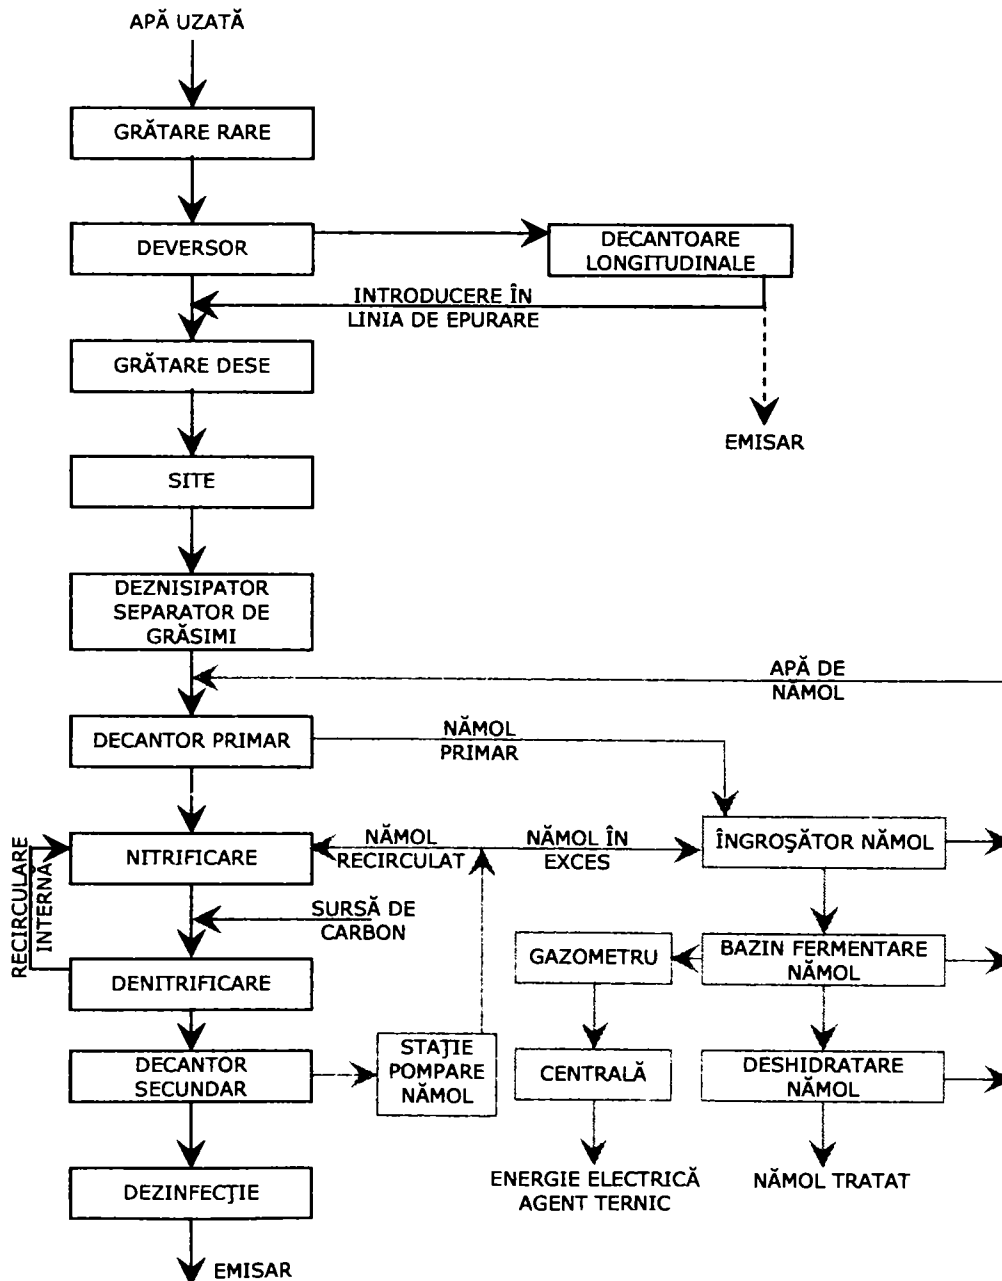 APĂ UZATĂ
GRĂTARE RARE
DEVERSOR
DECANTOARE
LONGITUDINALE
INTRODUCERE ÎN
LINIA DE EPURARE
GRĂTARE DESE
EMISAR
SITE
DEZNISIPATOR
SEPARATOR DE
GRĂSIMI
APĂ DE
NĂMOL
DECANTOR PRIMAR
NĂMOL
PRIMAR
RECIRCULARE
INTERNĂ
NITRIFICARE
NĂMOL
RECIRCULAT
NĂMOL ÎN
EXCES
ÎNGROŞĂTOR NĂMOL
SURSĂ DE
CARBON
GAZOMETRU
BAZIN FERMENTARE
NĂMOL
DENITRIFICARE
DECANTOR
SECUNDAR
STAŢIE
POMPARE
NĂMOL
CENTRALĂ
DESHIDRATARE
NĂMOL
DEZINFECŢIE
ENERGIE ELECTRICĂ
AGENT TERNIC
NĂMOL TRATAT
EMISAR